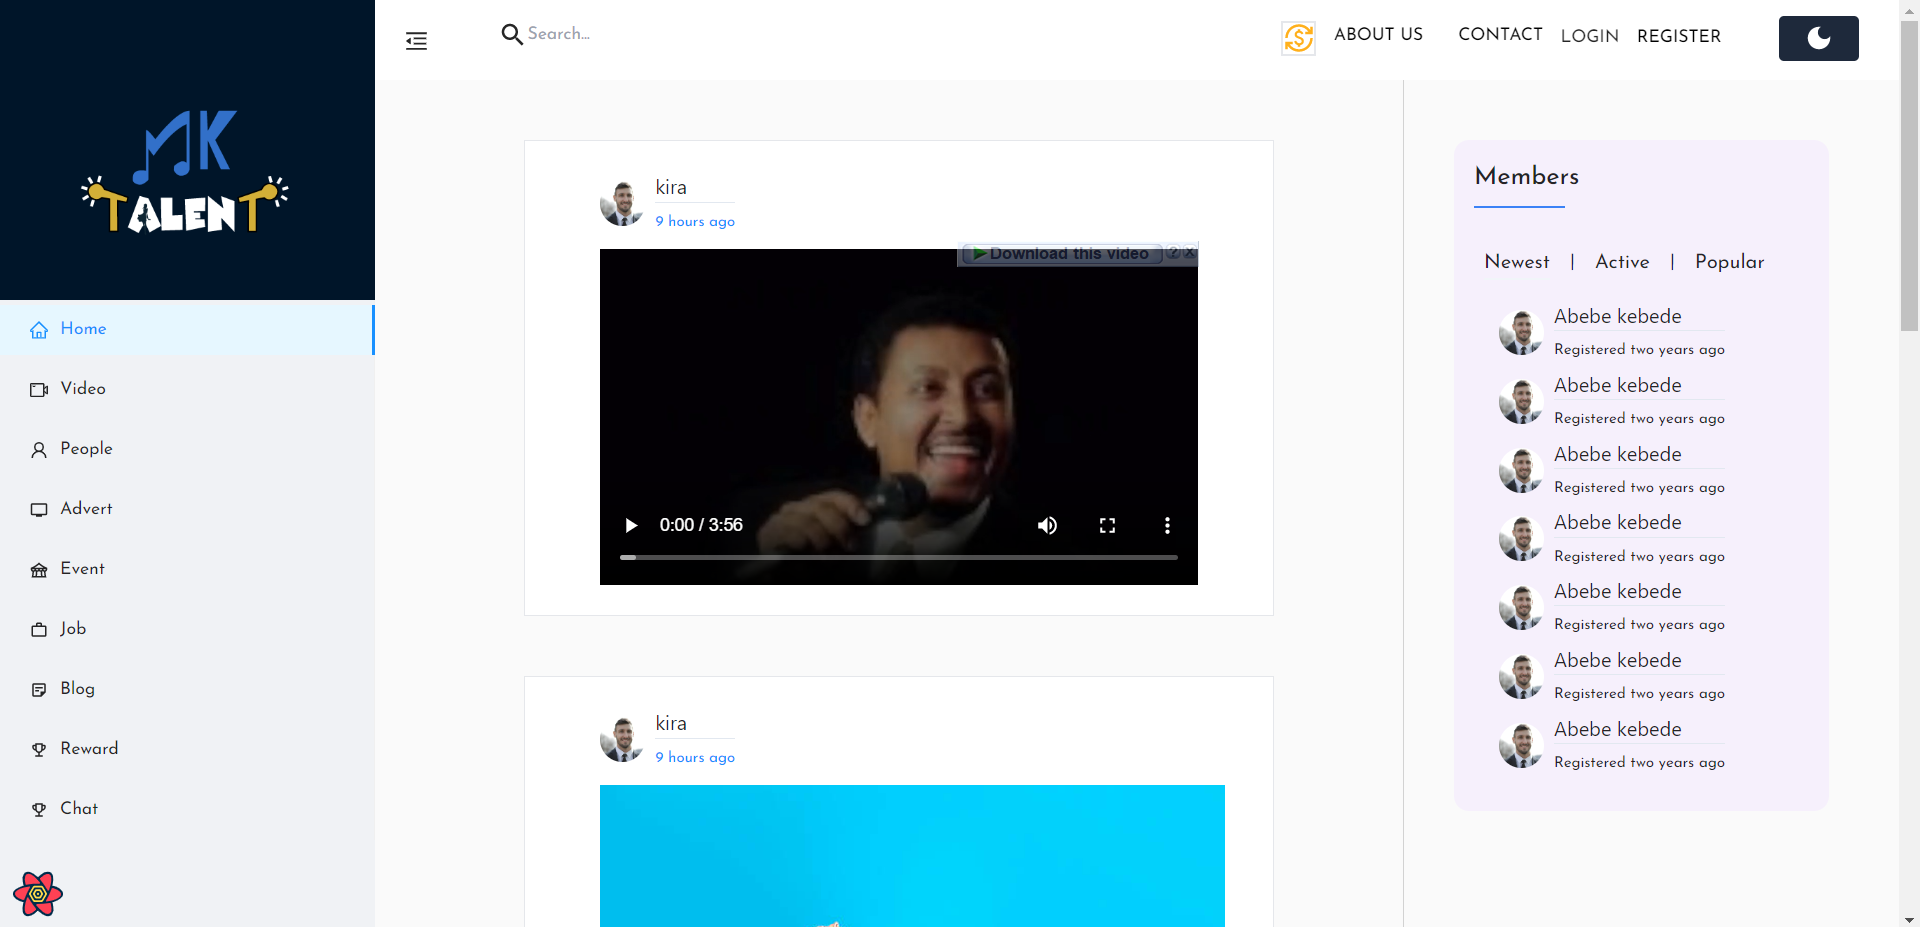 MK
TALENT
Home
Video
People
Advert
Event
Job
Blog
Reward
Chat
Search...
ABOUT US
CONTACT
LOGIN
REGISTER
kira
9 hours ago
Download this video ? X
0:00 / 3:56
kira
9 hours ago
Members
Newest | Active | Popular
Abebe kebede
Registered two years ago
Abebe kebede
Registered two years ago
Abebe kebede
Registered two years ago
Abebe kebede
Registered two years ago
Abebe kebede
Registered two years ago
Abebe kebede
Registered two years ago
Abebe kebede
Registered two years ago